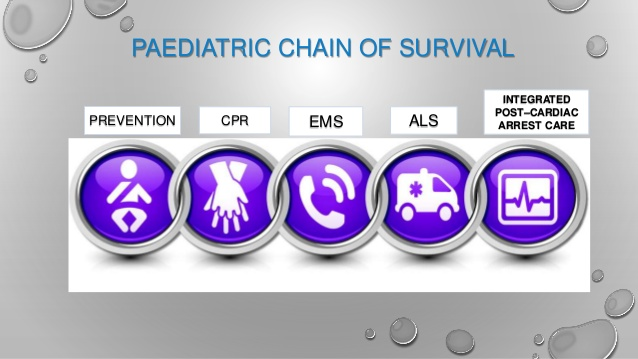 PAEDIATRIC CHAIN OF SURVIVAL
PREVENTION
CPR
EMS
ALS
INTEGRATED
POST–CARDIAC
ARREST CARE